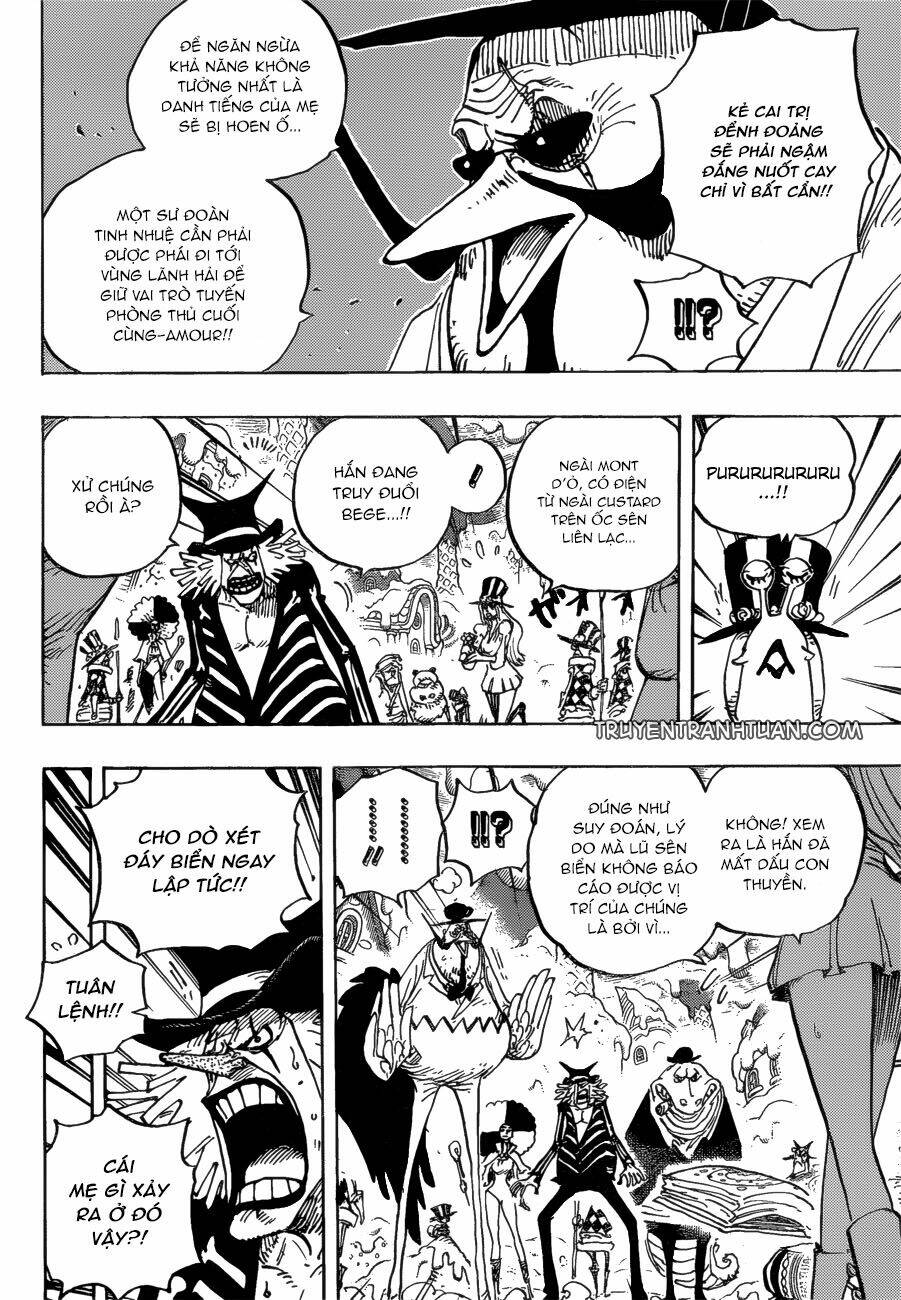 KẺ CAI TRỊ
ĐỂNH ĐOẢNG
SẼ PHẢI NGẬM
ĐẮNG NUỐT CAY
CHỈ VÌ BẤT CẨN!!
ĐỂ NGĂN NGỪA
KHẢ NĂNG KHÔNG
TƯỞNG NHẤT LÀ
DANH TIẾNG CỦA MẸ
SẼ BỊ HOEN Ố...
MỘT SƯ ĐOÀN
TINH NHUỆ CẦN PHẢI
ĐƯỢC PHÁI ĐI TỚI
VÙNG LÃNH HẢI ĐỂ
GIỮ VAI TRÒ TUYẾN
PHÒNG THỦ CUỐI
CÙNG-AMOUR!!
!!?
PURURURURURU
...!!
NGÀI MONT
D'Ò, CÓ ĐIỆN
TỪ NGÀI CUSTARD
TRÊN ỐC SÊN
LIÊN LẠC...
!
HẮN ĐANG
TRUY ĐUỔI
BEGE...!!
XỬ CHÚNG
RỒI À?
TRUYENTRANHTUAN.COM
KHÔNG! XEM
RA LÀ HẮN ĐÃ
MẤT DẤU CON
THUYỀN.
ĐÚNG NHƯ
SUY ĐOÁN, LÝ
DO MÀ LŨ SÊN
BIỂN KHÔNG BÁO
CÁO ĐƯỢC VỊ
TRÍ CỦA CHÚNG
LÀ BỞI VÌ...
!!?
!!
CHO DÒ XÉT
ĐÁY BIỂN NGAY
LẬP TỨC!!
TUÂN
LỆNH!!
CÁI
MẸ GÌ XẢY
RA Ở ĐÓ
VẬY?!